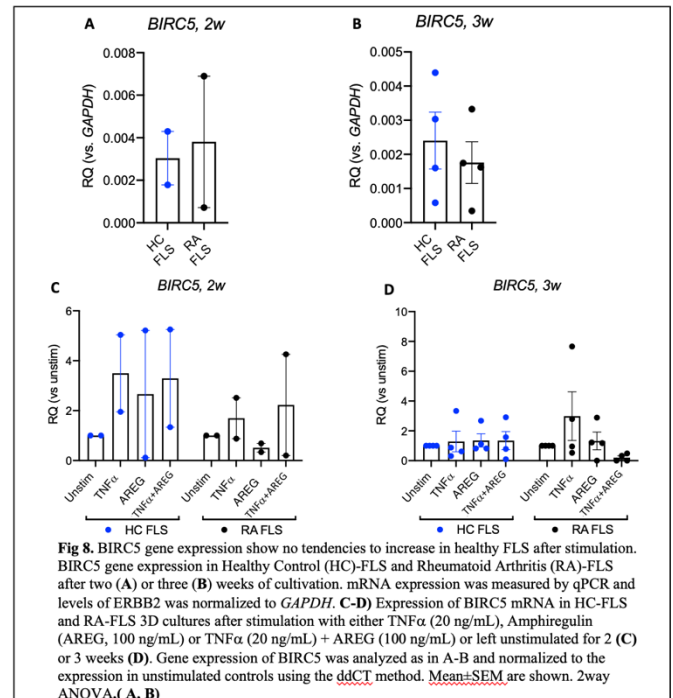 A
BIRC5, 2w
0.008
0.006
0.004
0.002
0.000
RQ (vs. GAPDH)
HC
FLS
RA
FLS
B
BIRC5, 3w
0.005
0.004
0.003
0.002
0.001
0.000
RQ (vs. GAPDH)
HC
FLS
RA
FLS
C
BIRC5, 2w
6
4
2
0
RQ (vs unstim)
Unstim
TNFα
AREG
TNFα+AREG
Unstim
TNFα
AREG
TNFα+AREG
HC FLS
RA FLS
D
BIRC5, 3w
10
8
6
4
2
0
RQ (vs unstim)
Unstim
TNFα
AREG
TNFα+AREG
Unstim
TNFα
AREG
TNFα+AREG
HC FLS
RA FLS
Fig 8. BIRC5 gene expression show no tendencies to increase in healthy FLS after stimulation.
BIRC5 gene expression in Healthy Control (HC)-FLS and Rheumatoid Arthritis (RA)-FLS
after two (A) or three (B) weeks of cultivation. mRNA expression was measured by qPCR and
levels of ERBB2 was normalized to GAPDH. C-D) Expression of BIRC5 mRNA in HC-FLS
and RA-FLS 3D cultures after stimulation with either TNFα (20 ng/mL), Amphiregulin
(AREG, 100 ng/mL) or TNFα (20 ng/mL) + AREG (100 ng/mL) or left unstimulated for 2 (C)
or 3 weeks (D). Gene expression of BIRC5 was analyzed as in A-B and normalized to the
expression in unstimulated controls using the ddCT method. Mean±SEM are shown. 2way
ANOVA.( A, B)